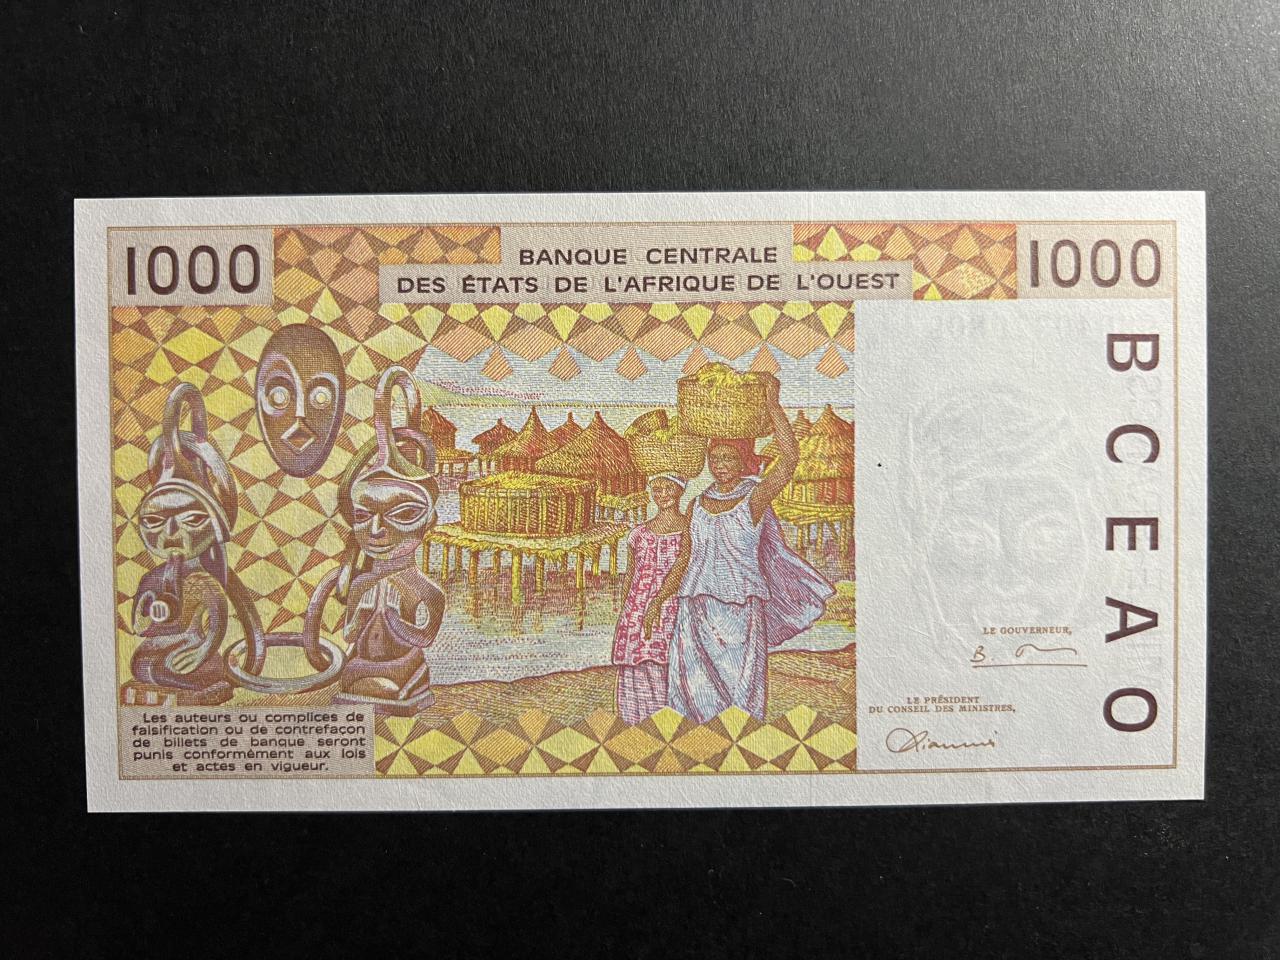 1000
BANQUE CENTRALE
DES ÉTATS DE L'AFRIQUE DE L'OUEST
1000
BCEAO
LE GOUVERNEUR,
LE PRÉSIDENT
DU CONSEIL DES MINISTRES,
Les auteurs ou complices de
falsification ou de contrefaçon
de billets de banque seront
punis conformément aux lois
et actes en vigueur.